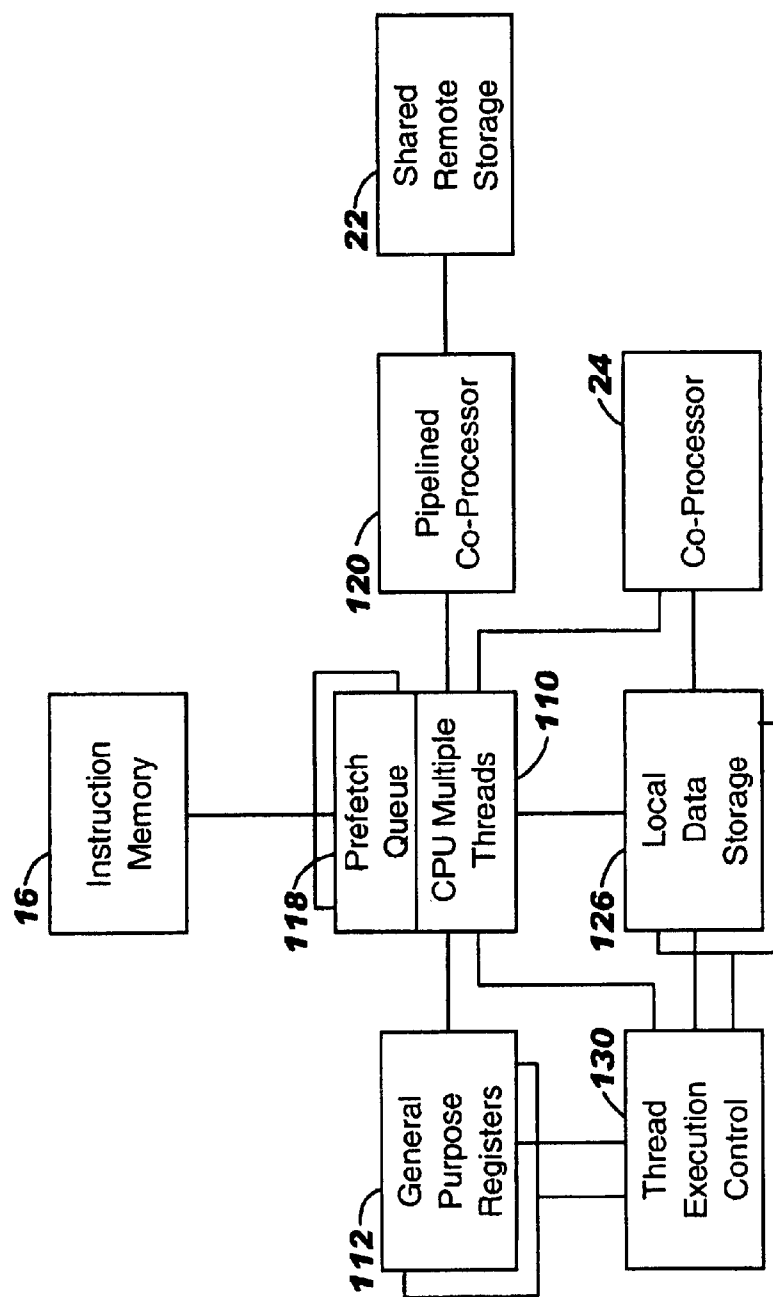 16
Instruction
Memory
118
Prefetch
Queue
CPU Multiple
Threads
110
112
General
Purpose
Registers
120
Pipelined
Co-Processor
22
Shared
Remote
Storage
130
Thread
Execution
Control
126
Local
Data
Storage
24
Co-Processor